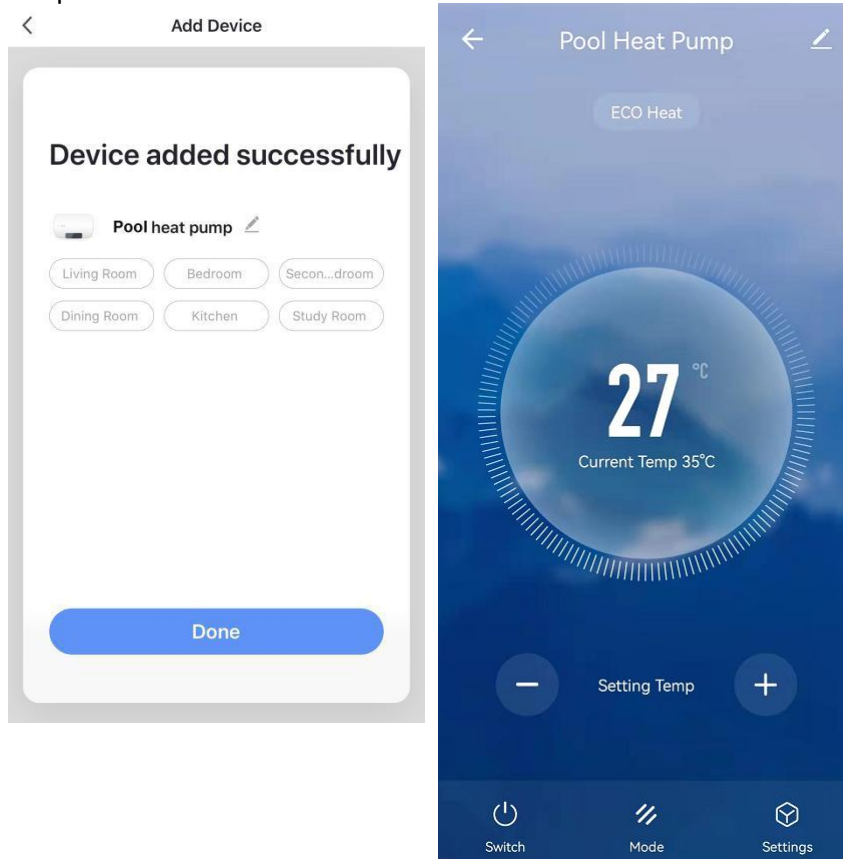 Add Device
Device added successfully
Pool heat pump
Living Room Bedroom Secon...droom
Dining Room Kitchen Study Room
Done
Pool Heat Pump
ECO Heat
27 °C
Current Temp 35°C
Setting Temp
Switch Mode Settings